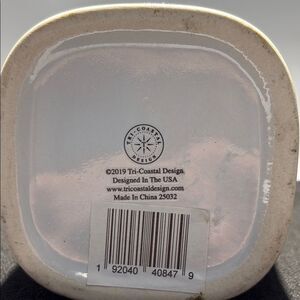 TRI-COASTAL
DESIGN
©2019 Tri-Coastal Design
Designed In The USA
www.tricoastaldesign.com
Made In China 25032
1 92040 40847 9